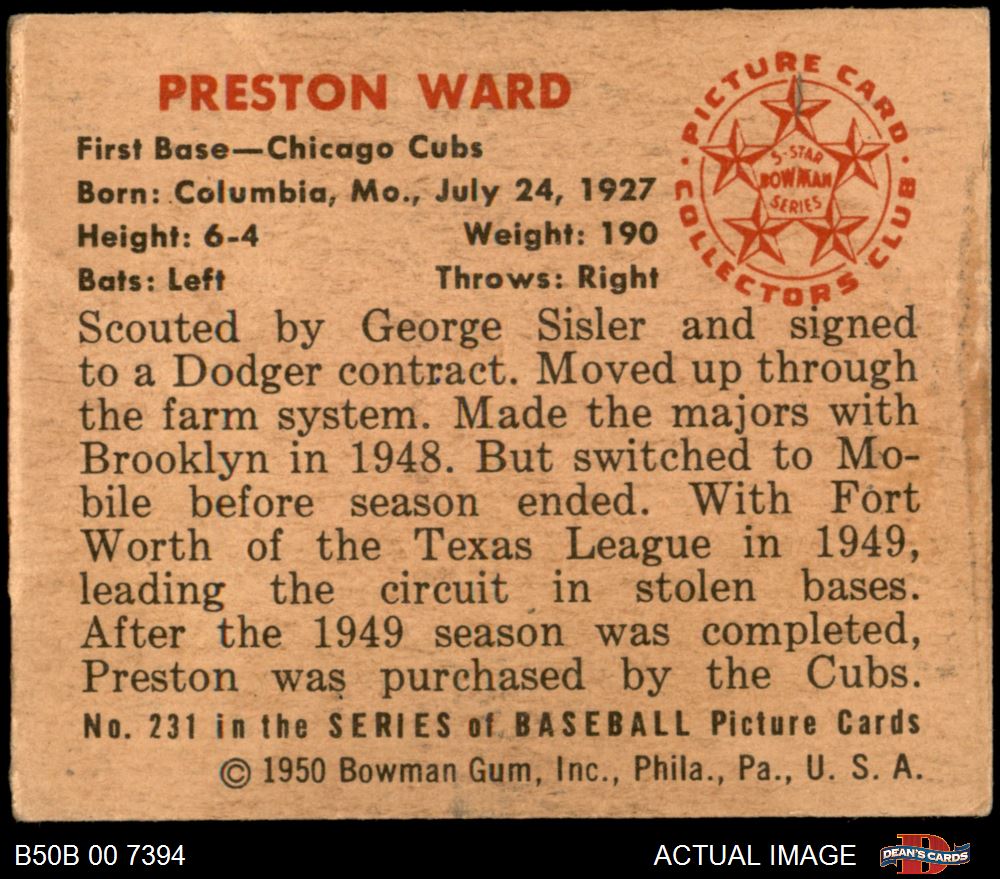 PRESTON WARD
First Base—Chicago Cubs
Born: Columbia, Mo., July 24, 1927
Height: 6-4 Weight: 190
Bats: Left Throws: Right
PICTURE CARD
COLLECTORS CLUB
5-STAR
BOWMAN
SERIES
Scouted by George Sisler and signed
to a Dodger contract. Moved up through
the farm system. Made the majors with
Brooklyn in 1948. But switched to Mo-
bile before season ended. With Fort
Worth of the Texas League in 1949,
leading the circuit in stolen bases.
After the 1949 season was completed,
Preston was purchased by the Cubs.
No. 231 in the SERIES of BASEBALL Picture Cards
© 1950 Bowman Gum, Inc., Phila., Pa., U. S. A.
B50B 00 7394 ACTUAL IMAGE
DEAN'S CARDS